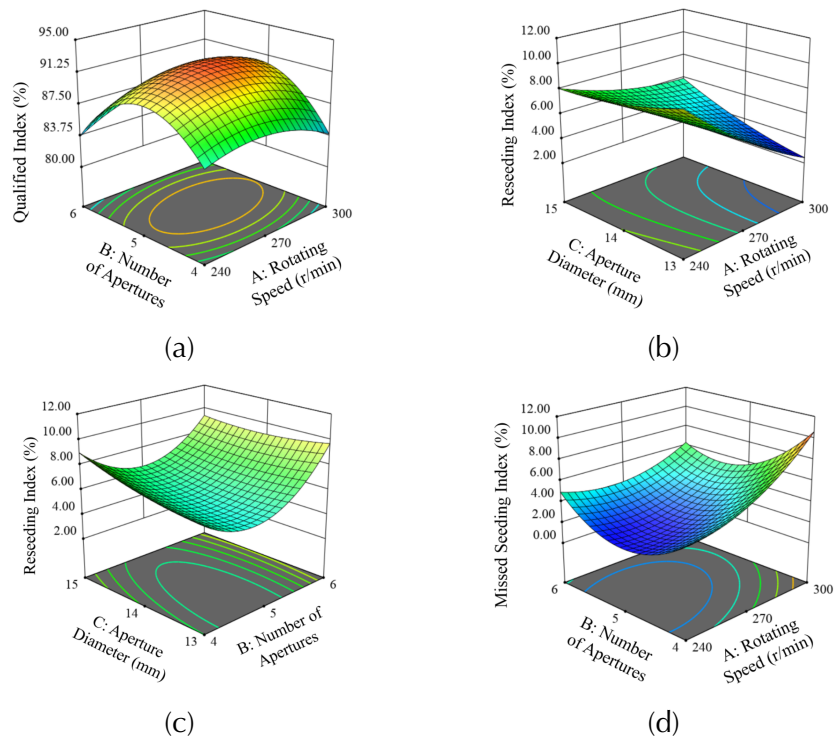 95.00
91.25
87.50
83.75
80.00
Qualified Index (%)
6
5
4
240
270
300
B: Number
of Apertures
A: Rotating
Speed (r/min)
(a)
12.00
10.00
8.00
6.00
4.00
2.00
Reseeding Index (%)
15
14
13
240
270
300
C: Aperture
Diameter (mm)
A: Rotating
Speed (r/min)
(b)
12.00
10.00
8.00
6.00
4.00
2.00
Reseeding Index (%)
15
14
13
4
5
6
C: Aperture
Diameter (mm)
B: Number of
Apertures
(c)
12.00
10.00
8.00
6.00
4.00
2.00
0.00
Missed Seeding Index (%)
6
5
4
240
270
300
B: Number
of Apertures
A: Rotating
Speed (r/min)
(d)